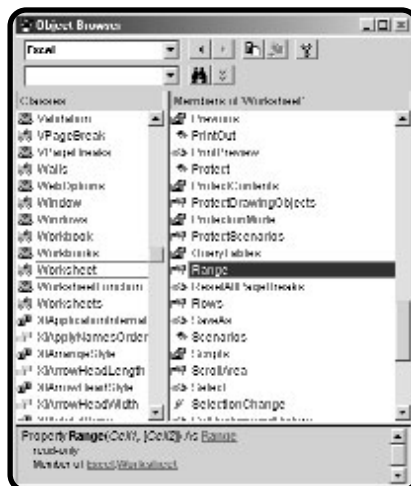 Object Browser
Excel
Classes
Validation
VPageBreak
VPageBreaks
Walls
WebOptions
Window
Windows
Workbook
Workbooks
Worksheet
WorksheetFunction
Worksheets
XlApplicationInternal
XlApplyNamesOrder
XlArrangeStyle
XlArrowHeadLength
XlArrowHeadStyle
XlArrowHeadWidth
Members of 'Worksheet'
Previous
PrintOut
PrintPreview
Protect
ProtectContents
ProtectDrawingObjects
ProtectionMode
ProtectScenarios
QueryTables
Range
ResetAllPageBreaks
Rows
SaveAs
Scenarios
Scripts
ScrollArea
Select
SelectionChange
Property Range(Cell1, [Cell2]) As Range
read-only
Member of Excel.Worksheet